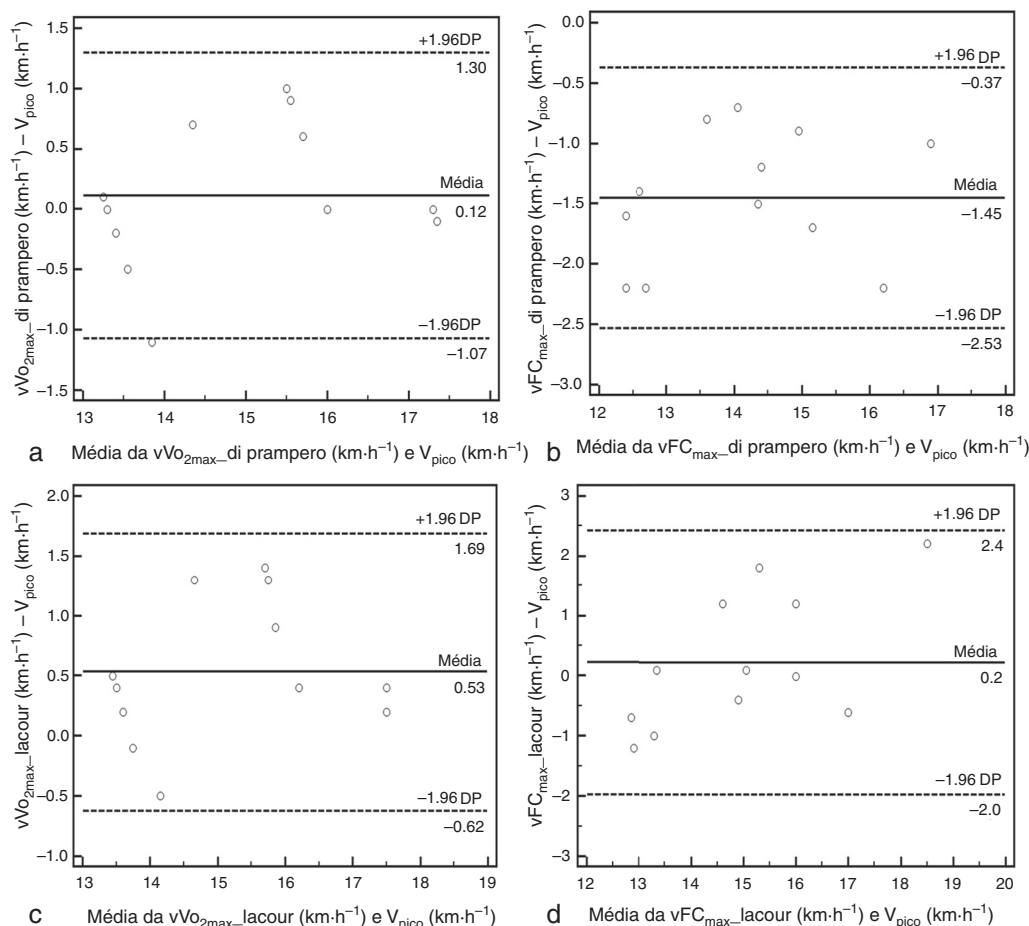 vVo2max_di prampero (km·h–1) – Vpico (km·h–1)
1.5
1.0
0.5
0.0
–0.5
–1.0
–1.5
+1.96DP
1.30
Média
0.12
–1.96DP
–1.07
13 14 15 16 17 18
a Média da vVo2max_di prampero (km·h–1) e Vpico (km·h–1)
vFCmax_di prampero (km·h–1) – Vpico (km·h–1)
0.0
–0.5
–1.0
–1.5
–2.0
–2.5
–3.0
+1.96 DP
–0.37
Média
–1.45
–1.96 DP
–2.53
12 13 14 15 16 17 18
b Média da vFCmax_di prampero (km·h–1) e Vpico (km·h–1)
vVo2max_lacour (km·h–1) – Vpico (km·h–1)
2.0
1.5
1.0
0.5
0.0
–0.5
–1.0
+1.96 DP
1.69
Média
0.53
–1.96 DP
–0.62
13 14 15 16 17 18 19
c Média da vVo2max_lacour (km·h–1) e Vpico (km·h–1)
vFCmax_lacour (km·h–1) – Vpico (km·h–1)
3
2
1
0
–1
–2
–3
+1.96 DP
2.4
Média
0.2
–1.96 DP
–2.0
12 13 14 15 16 17 18 19 20
d Média da vFCmax_lacour (km·h–1) e Vpico (km·h–1)